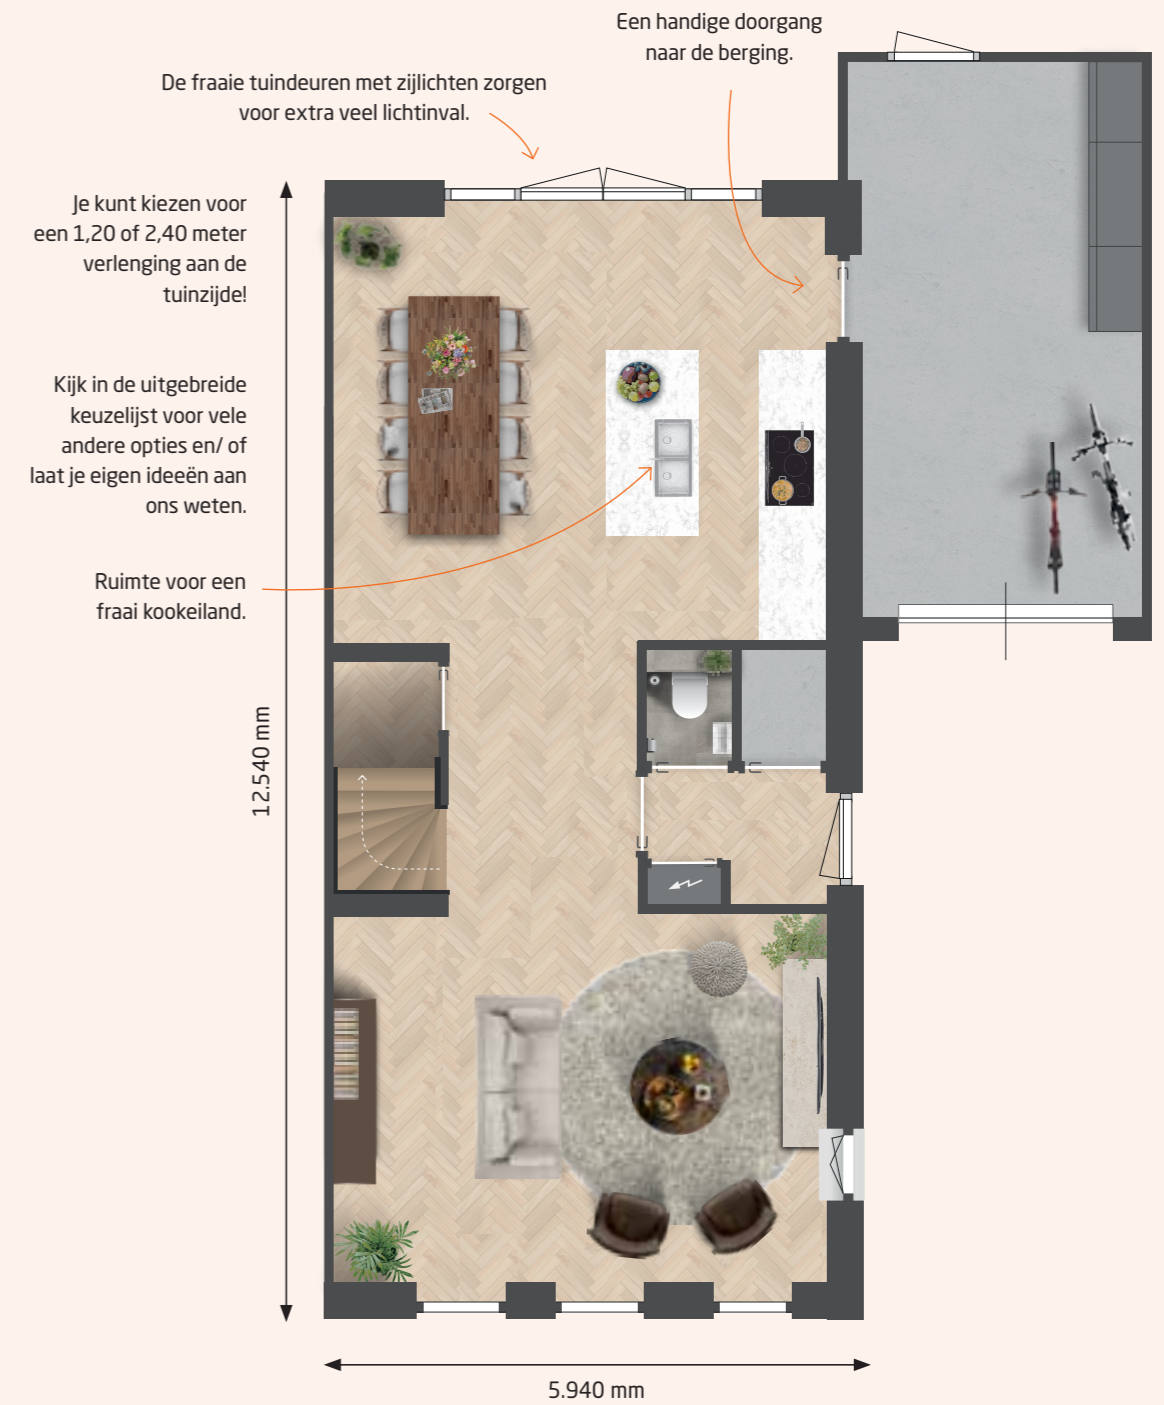 Een handige doorgang
naar de berging.
De fraaie tuindeuren met zijlichten zorgen
voor extra veel lichtinval.
Je kunt kiezen voor
een 1,20 of 2,40 meter
verlenging aan de
tuinzijde!
Kijk in de uitgebreide
keuzelijst voor vele
andere opties en/ of
laat je eigen ideeën aan
ons weten.
Ruimte voor een
fraai kookeiland.
12.540 mm
5.940 mm